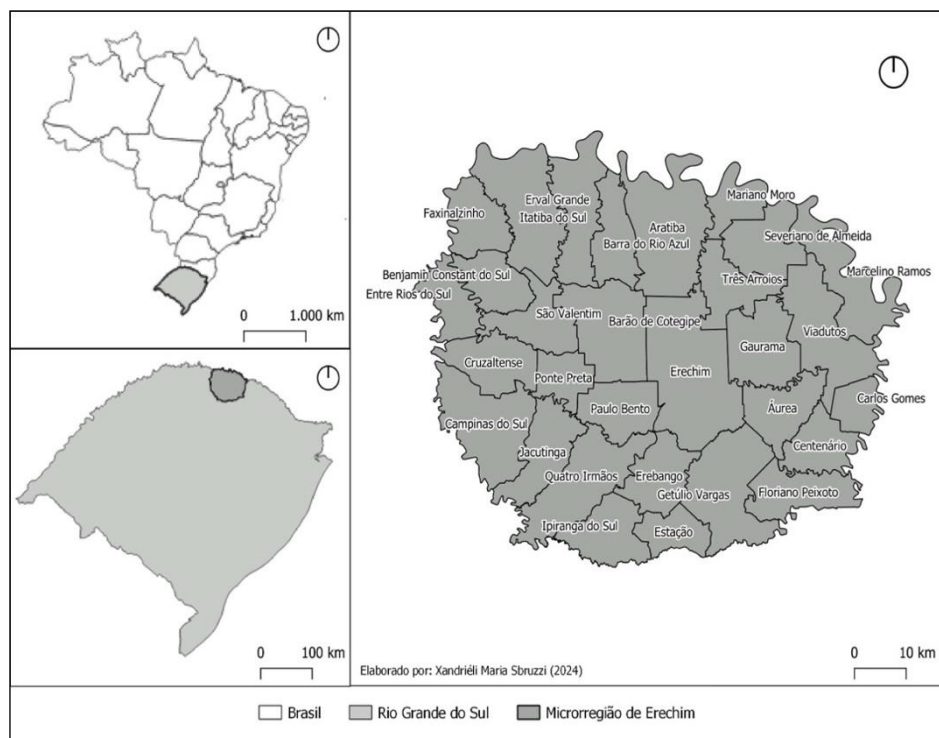 0 1.000 km
0 100 km
Mariano Moro
Erval Grande
Faxinalzinho
Itatiba do Sul
Aratiba
Severiano de Almeida
Barra do Rio Azul
Marcelino Ramos
Benjamin Constant do Sul
Três Arroios
Entre Rios do Sul
São Valentim
Barão de Cotegipe
Viadutos
Gaurama
Cruzaltense
Erechim
Ponte Preta
Carlos Gomes
Paulo Bento
Áurea
Campinas do Sul
Centenário
Jacutinga
Quatro Irmãos
Erebango
Getúlio Vargas
Floriano Peixoto
Ipiranga do Sul
Estação
0 10 km
Elaborado por: Xandriéli Maria Sbruzzi (2024)
Brasil Rio Grande do Sul Microrregião de Erechim